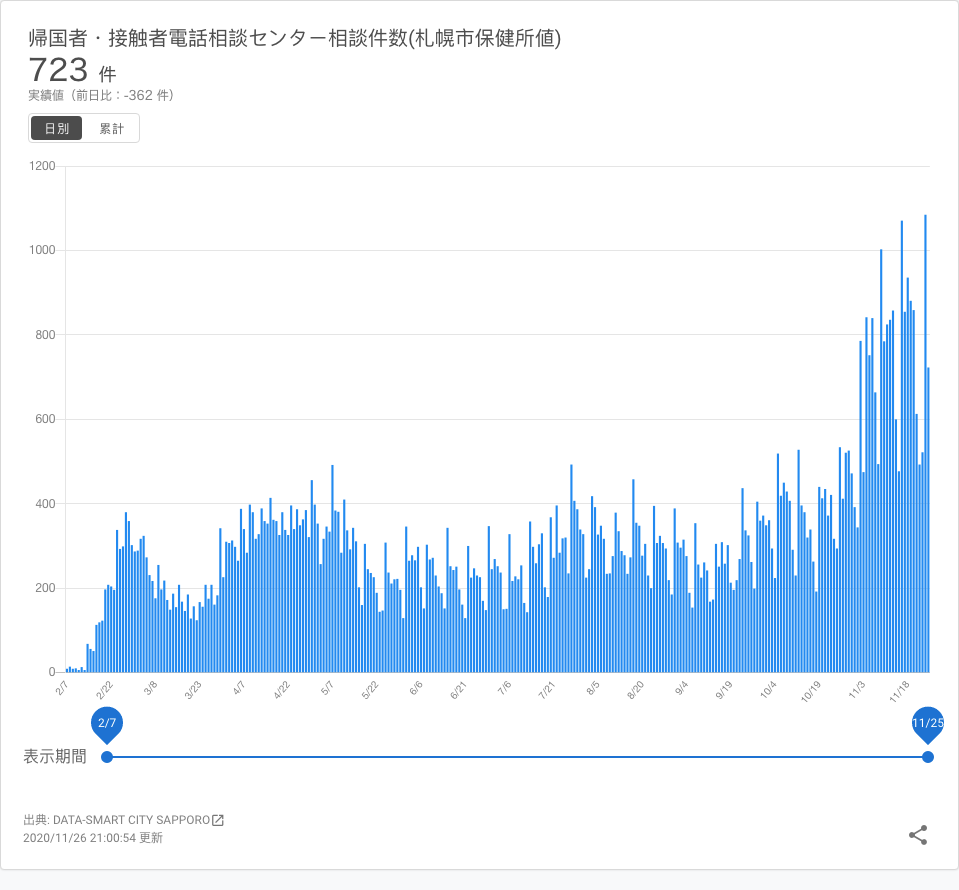 帰国者・接触者電話相談センター相談件数(札幌市保健所値)
723 件
実績値（前日比：-362 件）
日別 累計
1200
1000
800
600
400
200
0
2/7 2/22 3/8 3/23 4/7 4/22 5/7 5/22 6/6 6/21 7/6 7/21 8/5 8/20 9/4 9/19 10/4 10/19 11/3 11/18
2/7 11/25
表示期間
出典: DATA-SMART CITY SAPPORO
2020/11/26 21:00:54 更新